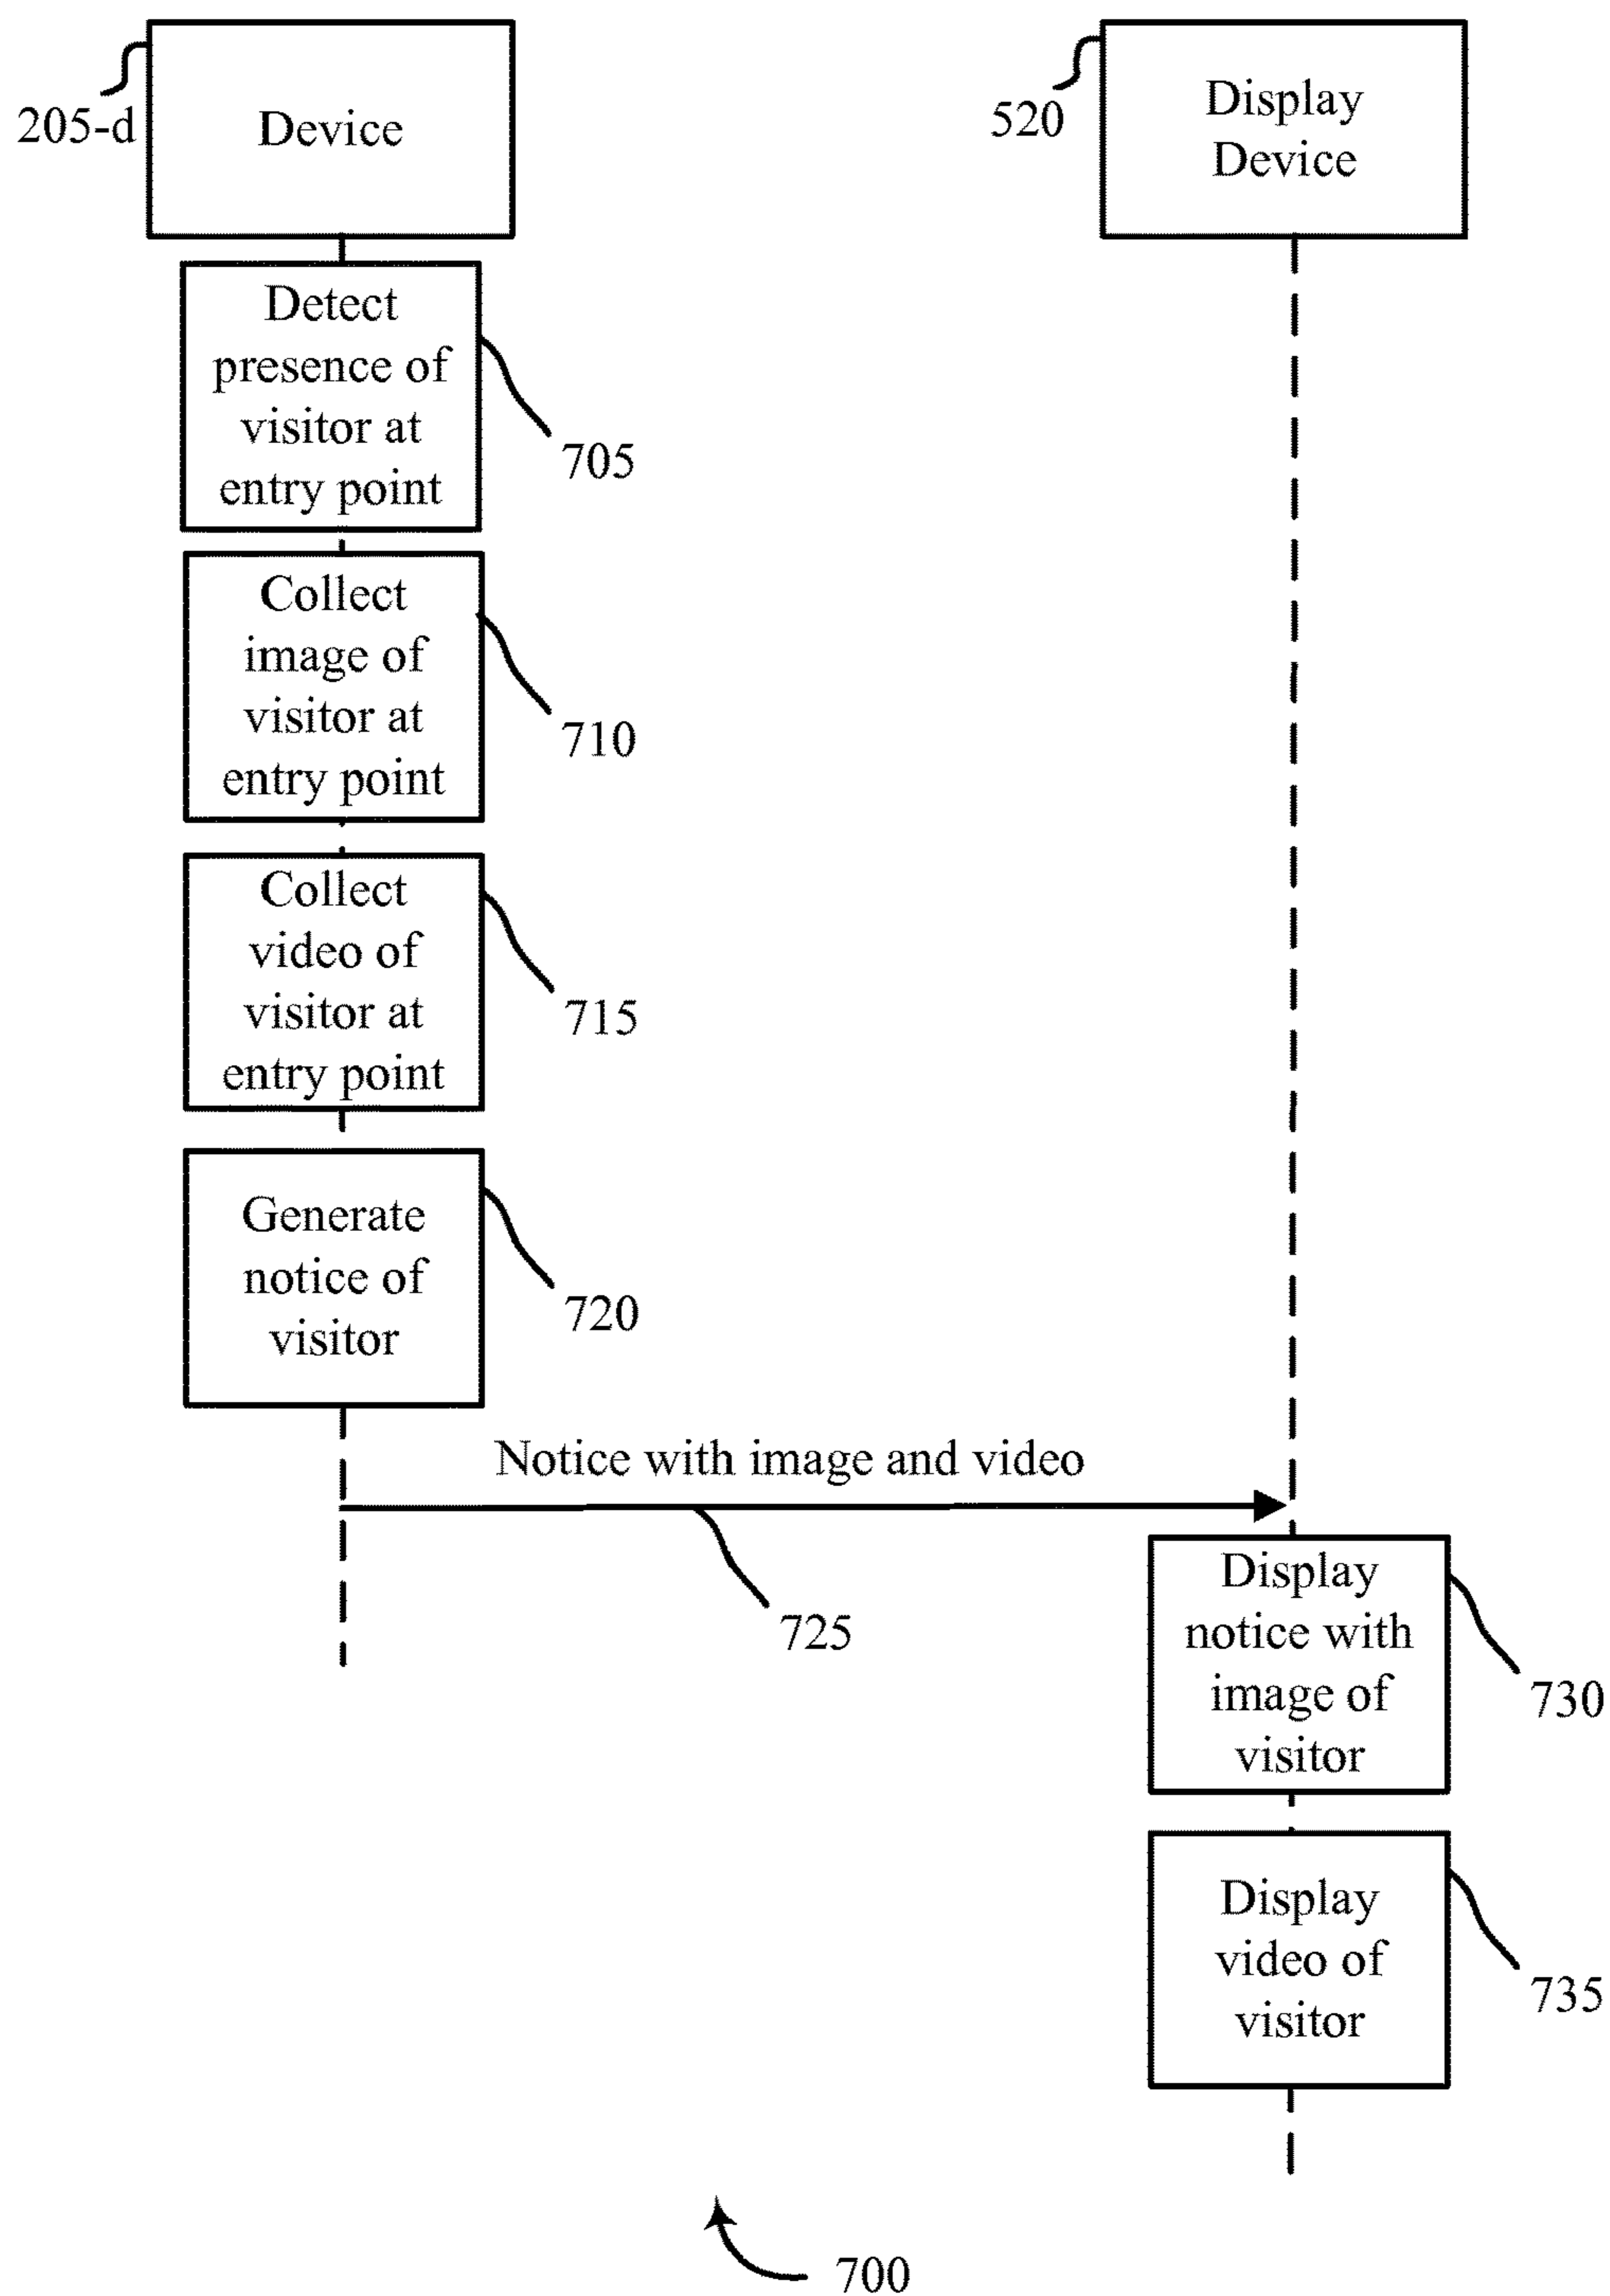 205-d
Device
520
Display
Device
Detect
presence of
visitor at
entry point
705
Collect
image of
visitor at
entry point
710
Collect
video of
visitor at
entry point
715
Generate
notice of
visitor
720
Notice with image and video
725
Display
notice with
image of
visitor
730
Display
video of
visitor
735
700